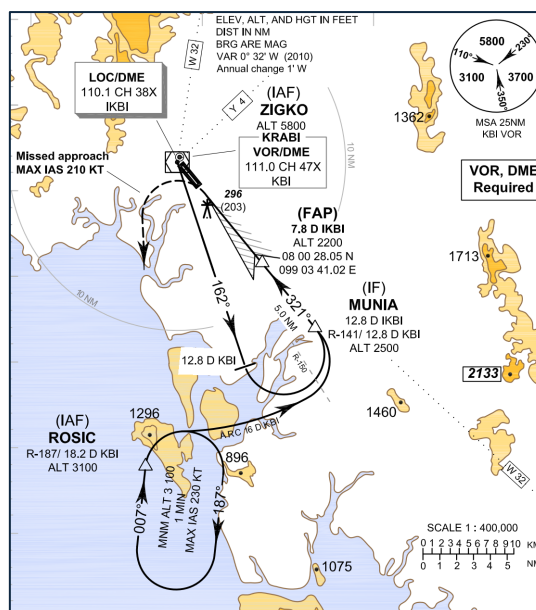 ELEV, ALT, AND HGT IN FEET
DIST IN NM
BRG ARE MAG
VAR 0° 32' W (2010)
Annual change 1' W
W 32
Y 4
LOC/DME
110.1 CH 38X
IKBI
(IAF)
ZIGKO
ALT 5800
KRABI
VOR/DME
111.0 CH 47X
KBI
5800
110°
230°
3100
3700
350°
MSA 25NM
KBI VOR
1362
10 NM
Missed approach
MAX IAS 210 KT
VOR, DME
Required
296
(203)
(FAP)
7.8 D IKBI
ALT 2200
08 00 28.05 N
099 03 41.02 E
1713
162°
321°
5.0 NM
(IF)
MUNIA
12.8 D IKBI
R-141/ 12.8 D KBI
ALT 2500
10 NM
12.8 D KBI
R-150
2133
(IAF)
ROSIC
R-187/ 18.2 D KBI
ALT 3100
1296
ARC 16 D KBI
1460
896
W 32
007°
MNM ALT 3 100
1 MIN
MAX IAS 230 KT
187°
1075
SCALE 1 : 400,000
0 1 2 3 4 5 6 7 8 9 10 KM
0 1 2 3 4 5 NM